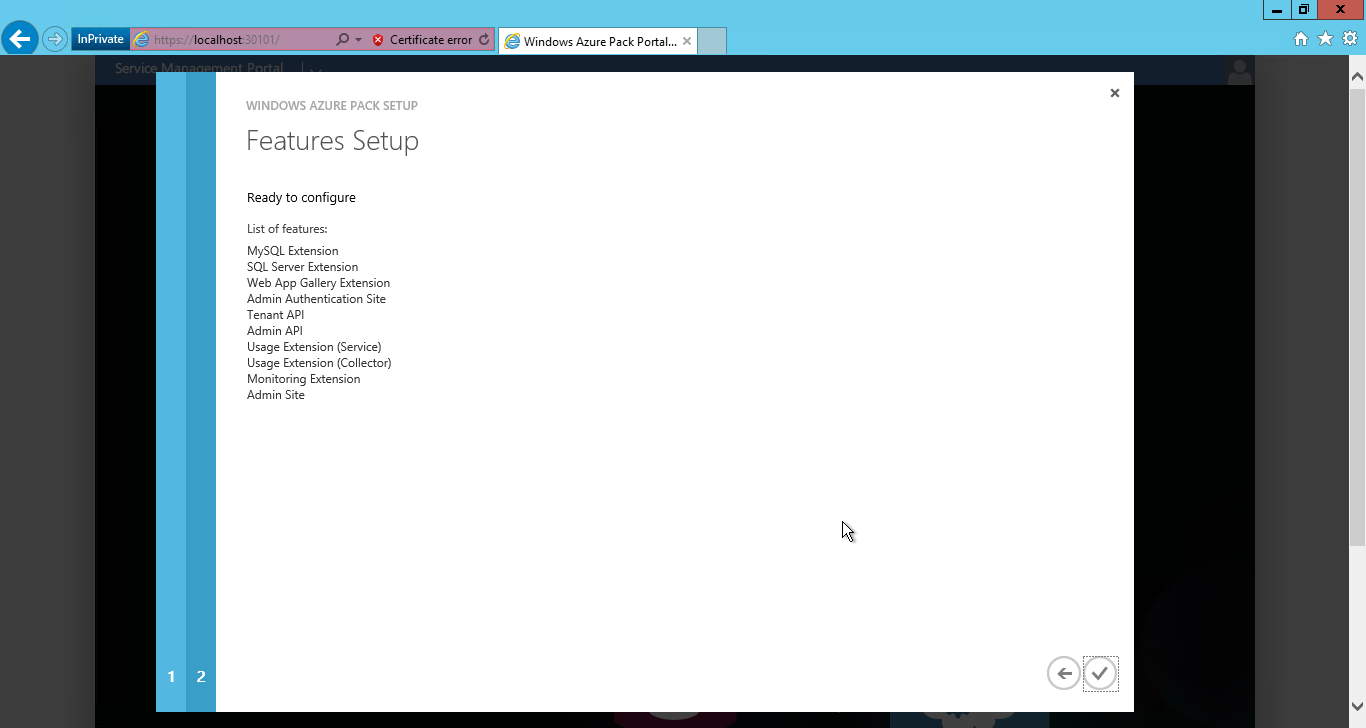 InPrivate
https://localhost:30101/
Certificate error
Windows Azure Pack Portal...
Service Management Portal
WINDOWS AZURE PACK SETUP
Features Setup
Ready to configure
List of features:
MySQL Extension
SQL Server Extension
Web App Gallery Extension
Admin Authentication Site
Tenant API
Admin API
Usage Extension (Service)
Usage Extension (Collector)
Monitoring Extension
Admin Site
1 2